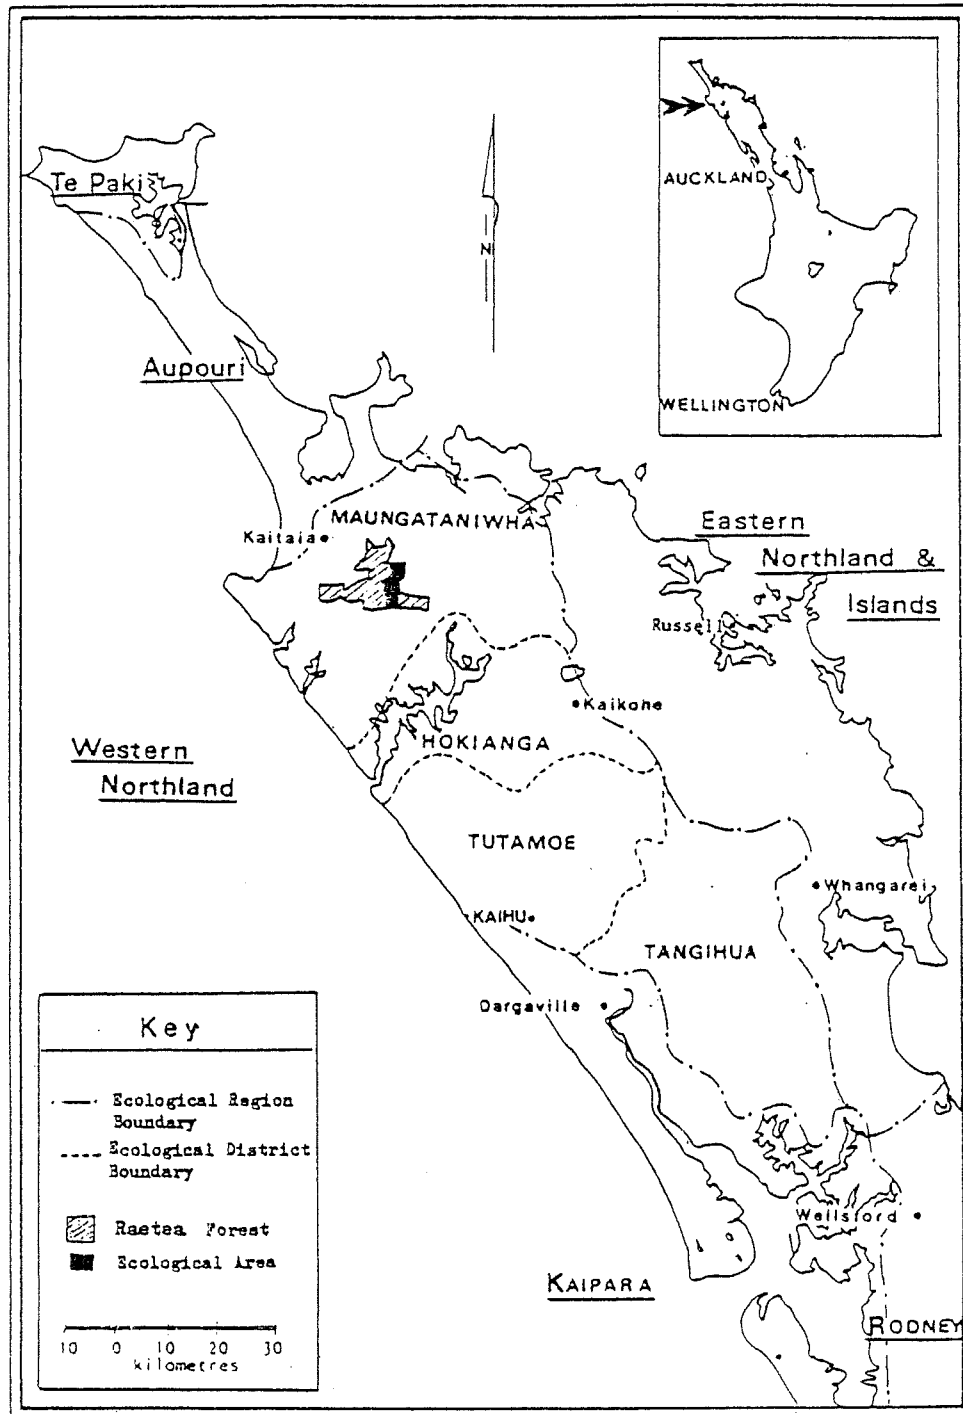 Te Paki
Aupouri
N
AUCKLAND
WELLINGTON
MAUNGATANIWHA
Kaitaia
Eastern
Northland &
Islands
Russell
Kaikohe
HOKIANGA
Western
Northland
TUTAMOE
Whangarei
KAIHU
TANGIHUA
Dargaville
Wellsford
KAIPARA
RODNEY
Key
Ecological Region
Boundary
Ecological District
Boundary
Raetea Forest
Ecological Area
10 0 10 20 30
kilometres